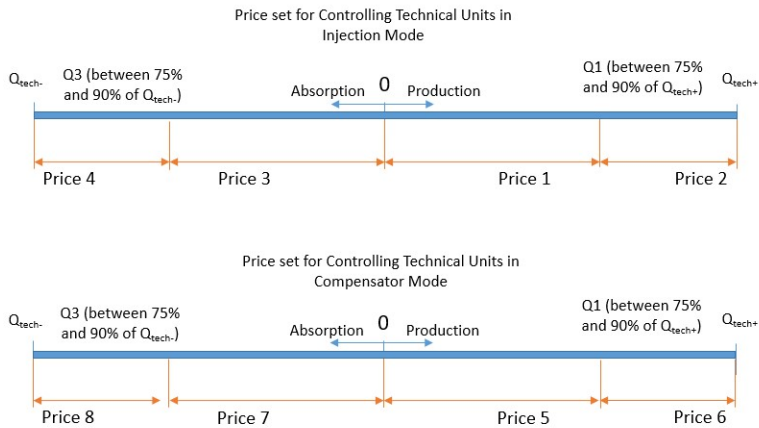 Price set for Controlling Technical Units in
Injection Mode
Qtech-
Q3 (between 75%
and 90% of Qtech-)
Absorption
0
Production
Q1 (between 75%
and 90% of Qtech+)
Qtech+
Price 4
Price 3
Price 1
Price 2
Price set for Controlling Technical Units in
Compensator Mode
Qtech-
Q3 (between 75%
and 90% of Qtech-)
Absorption
0
Production
Q1 (between 75%
and 90% of Qtech+)
Qtech+
Price 8
Price 7
Price 5
Price 6